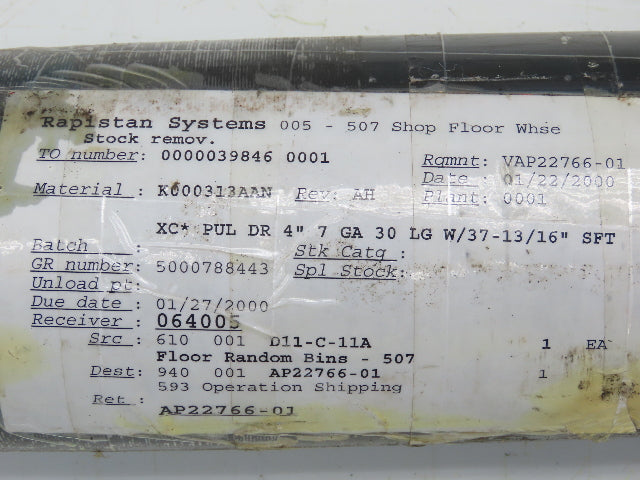 Rapistan Systems 005 - 507 Shop Floor Whse
Stock remov.
TO number: 0000039846 0001
Rqmnt: VAP22766-01
Date : 01/22/2000
Material : K000313AAN Rev: AH Plant: 0001
XC* PUL DR 4" 7 GA 30 LG W/37-13/16" SFT
Batch : Stk Catg :
GR number: 5000788443 Spl Stock:
Unload pt:
Due date : 01/27/2000
Receiver : 064005
Src : 610 001 D11-C-11A 1 EA
Floor Random Bins - 507
Dest: 940 001 AP22766-01 1
593 Operation Shipping
Ret :
AP22766-01